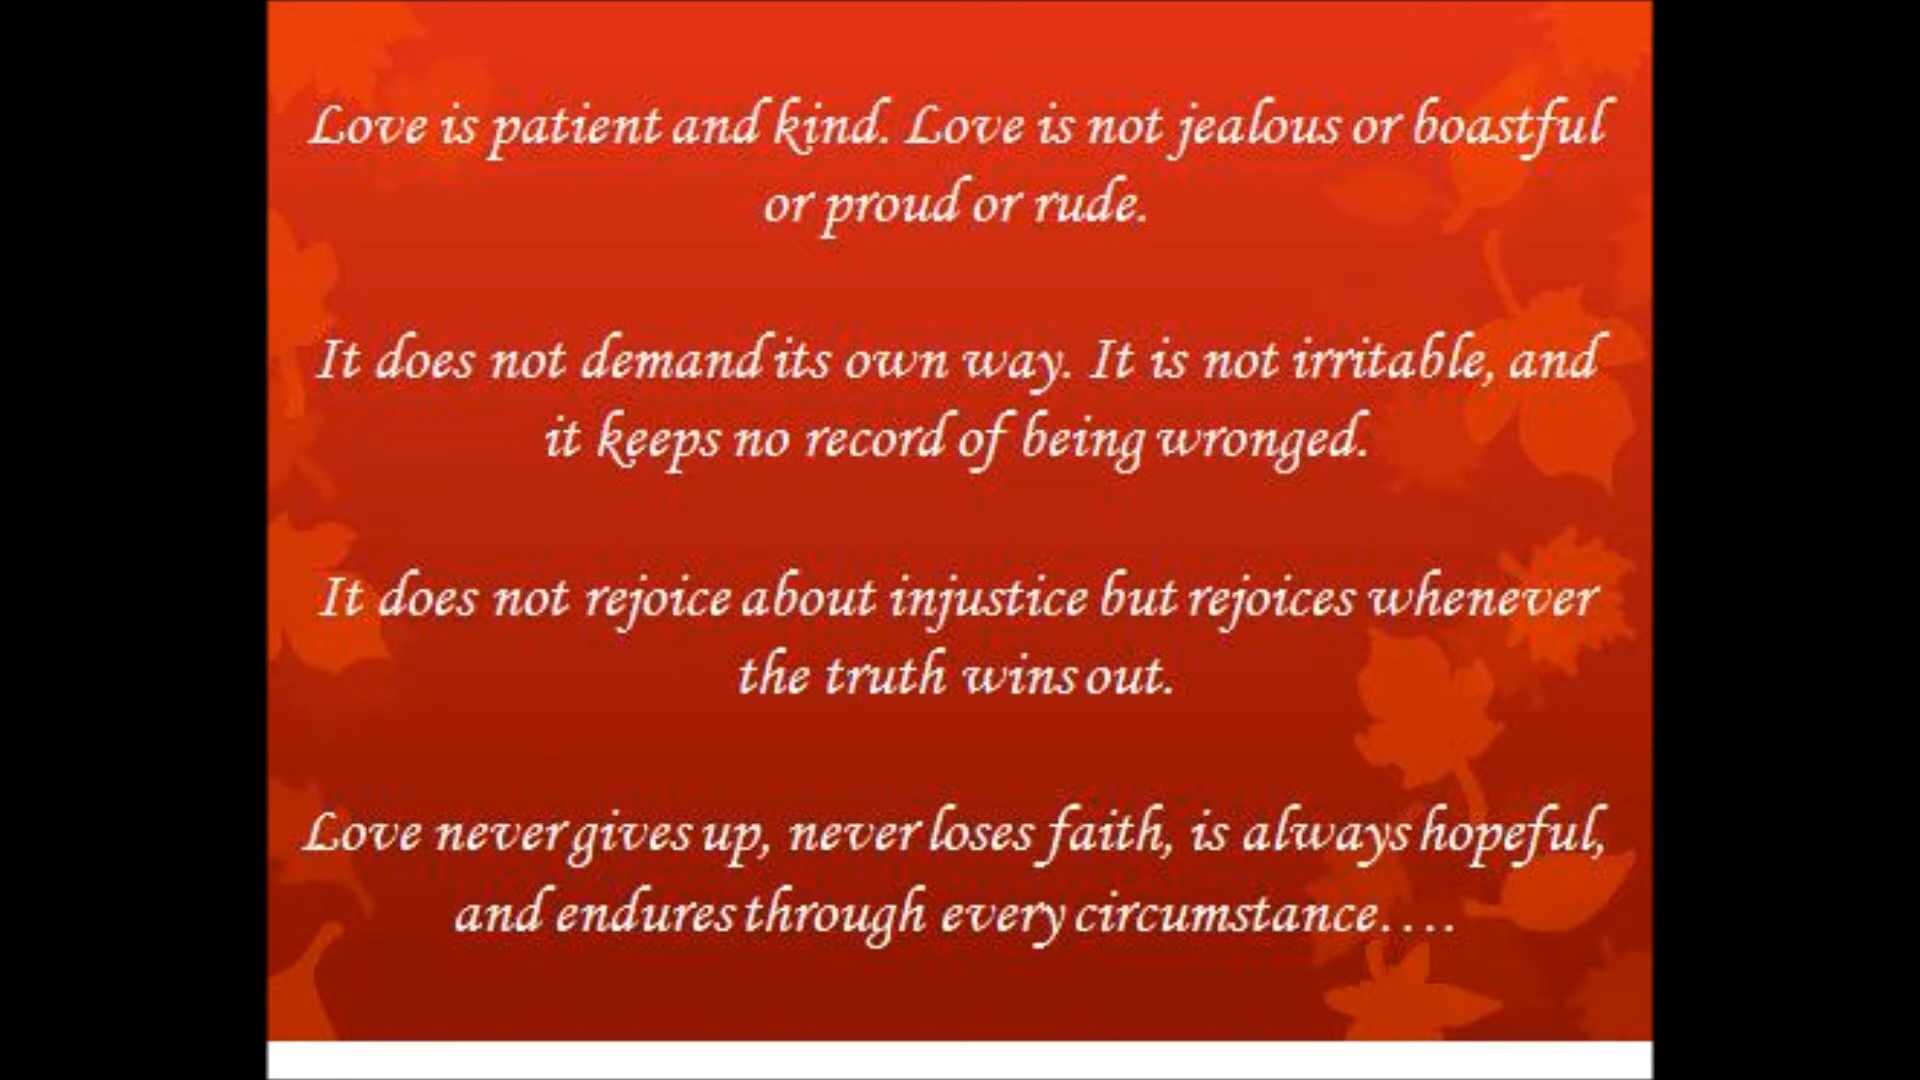 Love is patient and kind. Love is not jealous or boastful
or proud or rude.
It does not demand its own way. It is not irritable, and
it keeps no record of being wronged.
It does not rejoice about injustice but rejoices whenever
the truth wins out.
Love never gives up, never loses faith, is always hopeful,
and endures through every circumstance....